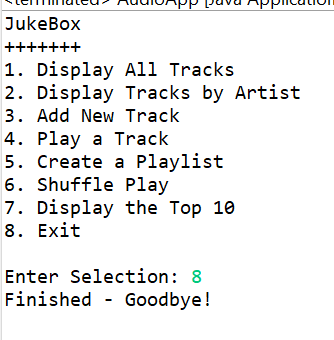 <terminated> AudioApp [Java Application
JukeBox
+++++++
1. Display All Tracks
2. Display Tracks by Artist
3. Add New Track
4. Play a Track
5. Create a Playlist
6. Shuffle Play
7. Display the Top 10
8. Exit
Enter Selection: 8
Finished - Goodbye!